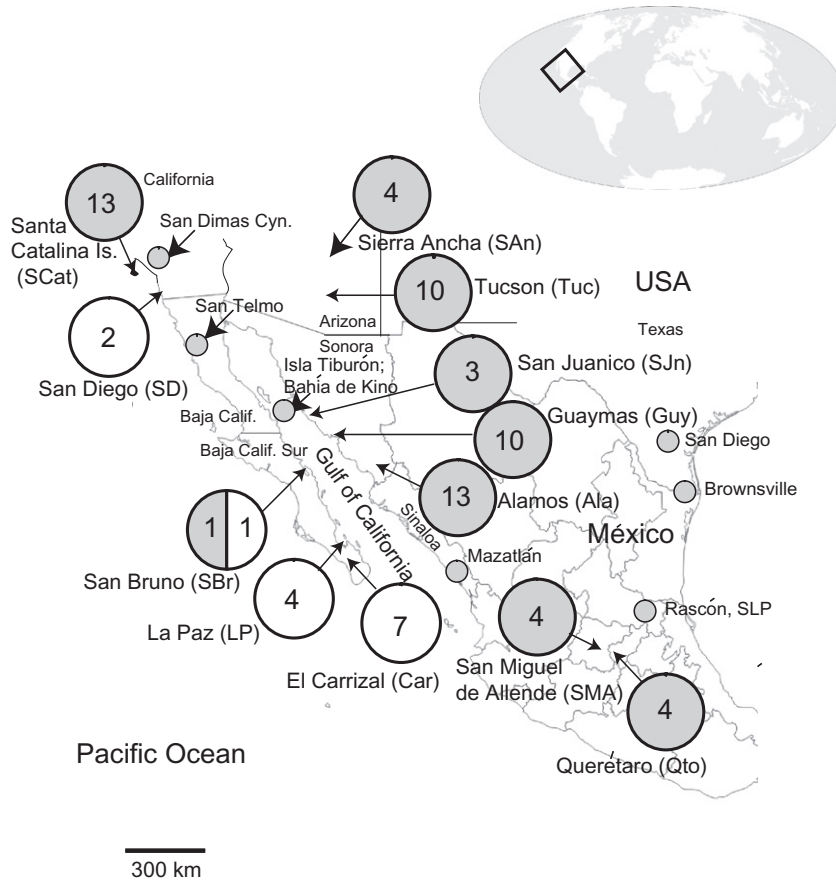 13
California
Santa
Catalina Is.
(SCat)
San Dimas Cyn.
4
Sierra Ancha (SAn)
10
Tucson (Tuc)
USA
2
San Diego (SD)
San Telmo
Arizona
Sonora
Texas
3
San Juanico (SJn)
Isla Tiburón;
Bahía de Kino
10
Guaymas (Guy)
Baja Calif.
Baja Calif. Sur
San Diego
Gulf of California
13
Alamos (Ala)
Brownsville
Sinaloa
México
1
1
San Bruno (SBr)
Mazatlán
4
La Paz (LP)
7
El Carrizal (Car)
4
San Miguel
de Allende (SMA)
Rascón, SLP
4
Querétaro (Qto)
Pacific Ocean
300 km